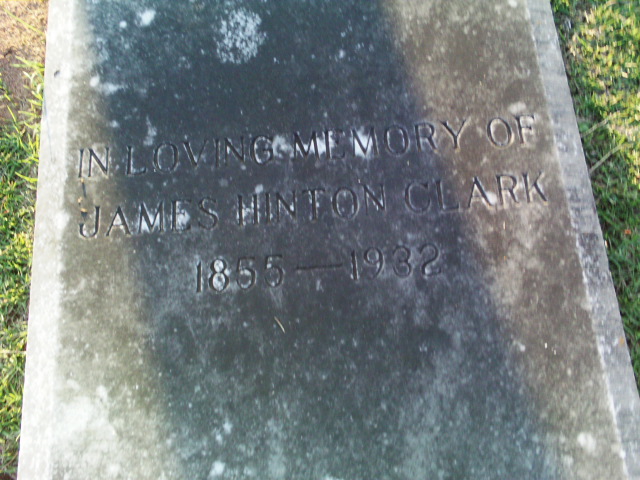 IN LOVING MEMORY OF
JAMES HINTON CLARK
1855—1932